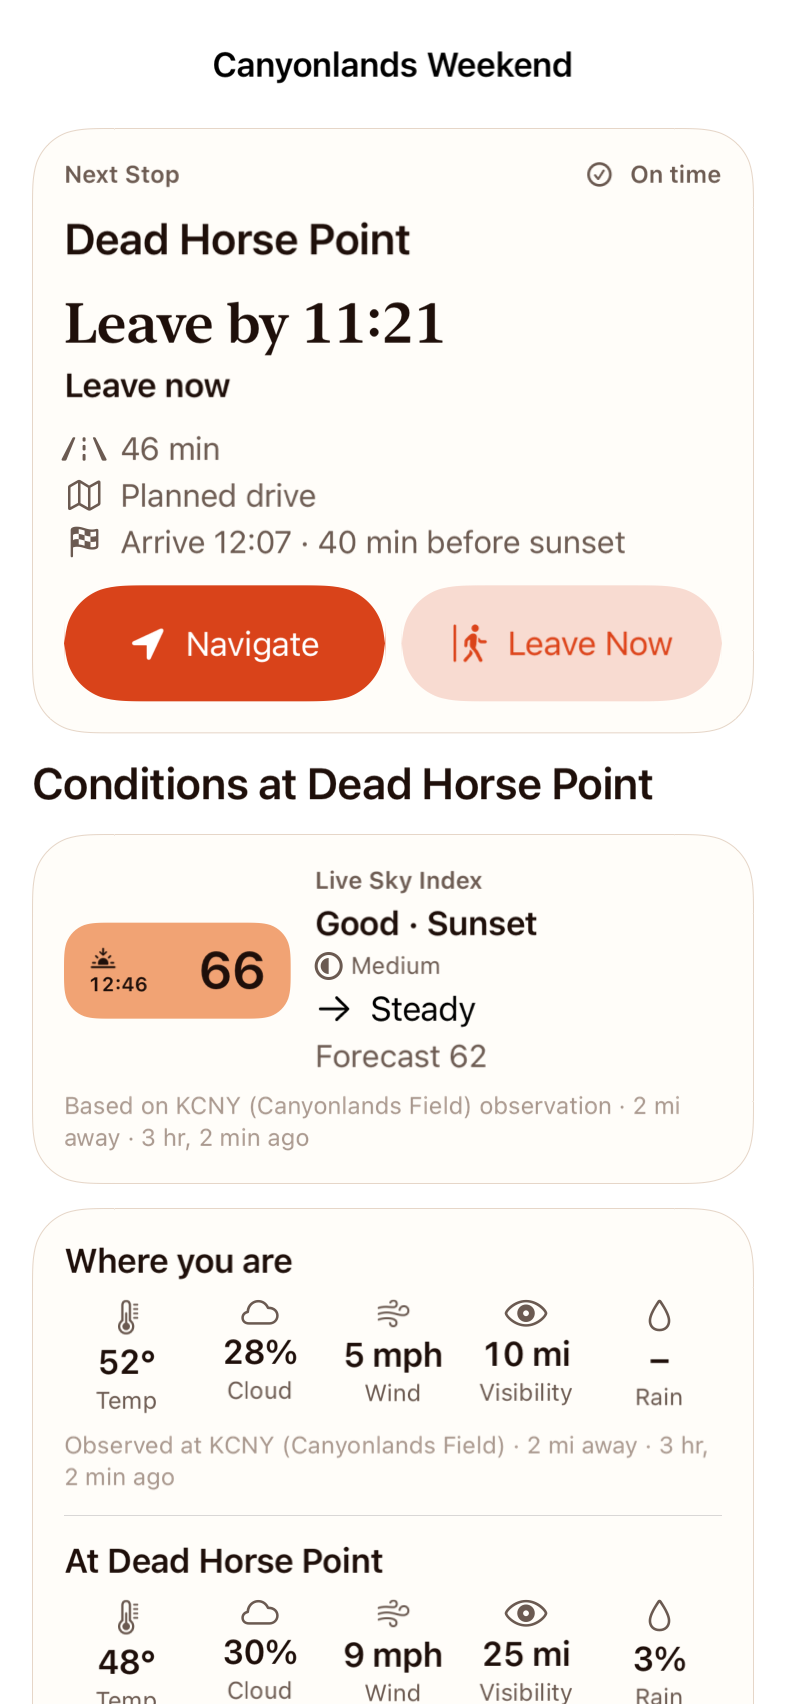 Canyonlands Weekend
Next Stop
On time
Dead Horse Point
Leave by 11:21
Leave now
46 min
Planned drive
Arrive 12:07 · 40 min before sunset
Navigate
Leave Now
Conditions at Dead Horse Point
12:46
66
Live Sky Index
Good · Sunset
Medium
Steady
Forecast 62
Based on KCNY (Canyonlands Field) observation · 2 mi
away · 3 hr, 2 min ago
Where you are
52° 28% 5 mph 10 mi –
Temp Cloud Wind Visibility Rain
Observed at KCNY (Canyonlands Field) · 2 mi away · 3 hr,
2 min ago
At Dead Horse Point
48° 30% 9 mph 25 mi 3%
Temp Cloud Wind Visibility Rain